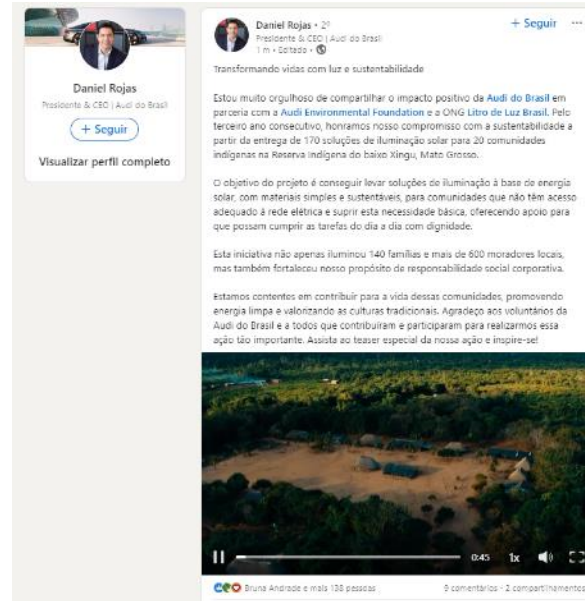 Daniel Rojas
Presidente & CEO | Audi do Brasil
+ Seguir
Visualizar perfil completo
Daniel Rojas • 2º
Presidente & CEO | Audi do Brasil
1 m • Editado •
+ Seguir
Transformando vidas com luz e sustentabilidade
Estou muito orgulhoso de compartilhar o impacto positivo da Audi do Brasil em
parceria com a Audi Environmental Foundation e a ONG Litro de Luz Brasil. Pelo
terceiro ano consecutivo, honramos nosso compromisso com a sustentabilidade a
partir da entrega de 170 soluções de iluminação solar para 20 comunidades
indígenas na Reserva Indígena do baixo Xingu, Mato Grosso.
O objetivo do projeto é conseguir levar soluções de iluminação à base de energia
solar, com materiais simples e sustentáveis, para comunidades que não têm acesso
adequado à rede elétrica e suprir esta necessidade básica, oferecendo apoio para
que possam cumprir as tarefas do dia a dia com dignidade.
Esta iniciativa não apenas iluminou 140 famílias e mais de 600 moradores locais,
mas também fortaleceu nosso propósito de responsabilidade social corporativa.
Estamos contentes em contribuir para a vida dessas comunidades, promovendo
energia limpa e valorizando as culturas tradicionais. Agradeço aos voluntários da
Audi do Brasil e a todos que contribuíram e participaram para realizarmos essa
ação tão importante. Assista ao teaser especial da nossa ação e inspire-se!
0:45 1x
Bruna Andrade e mais 138 pessoas
9 comentários • 2 compartilhamentos